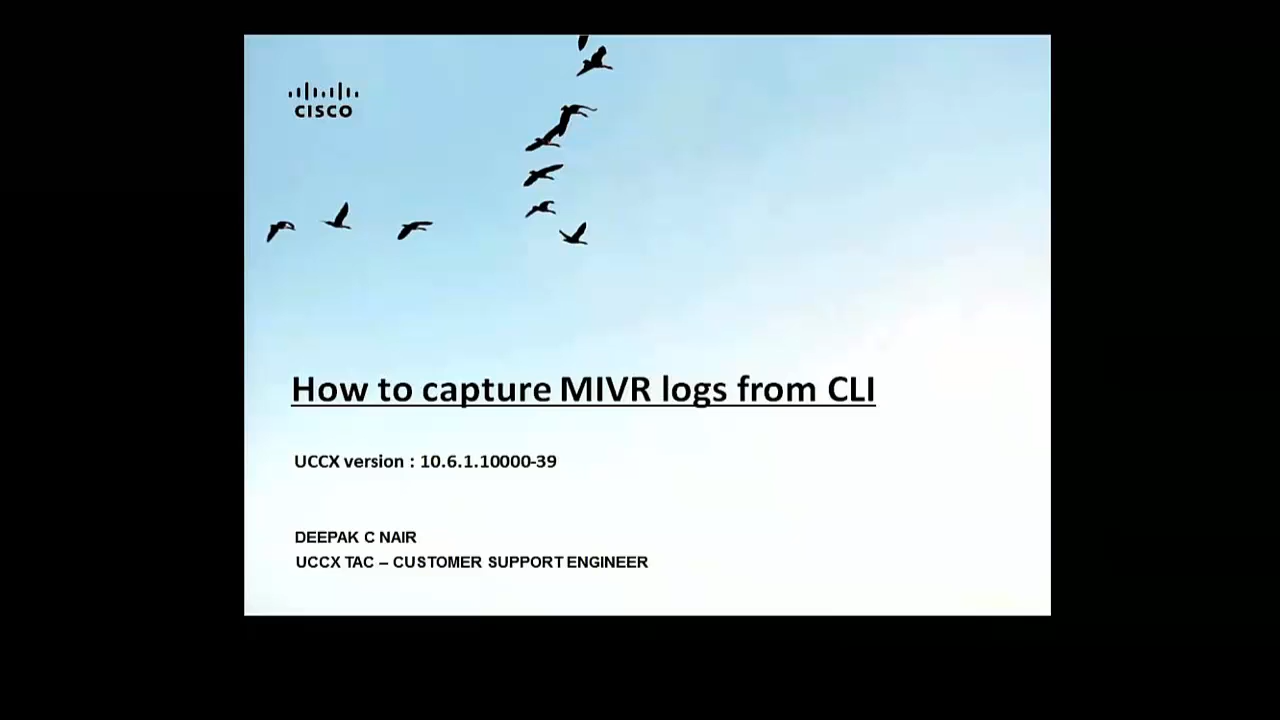 CISCO
How to capture MIVR logs from CLI
UCCX version : 10.6.1.10000-39
DEEPAK C NAIR
UCCX TAC – CUSTOMER SUPPORT ENGINEER